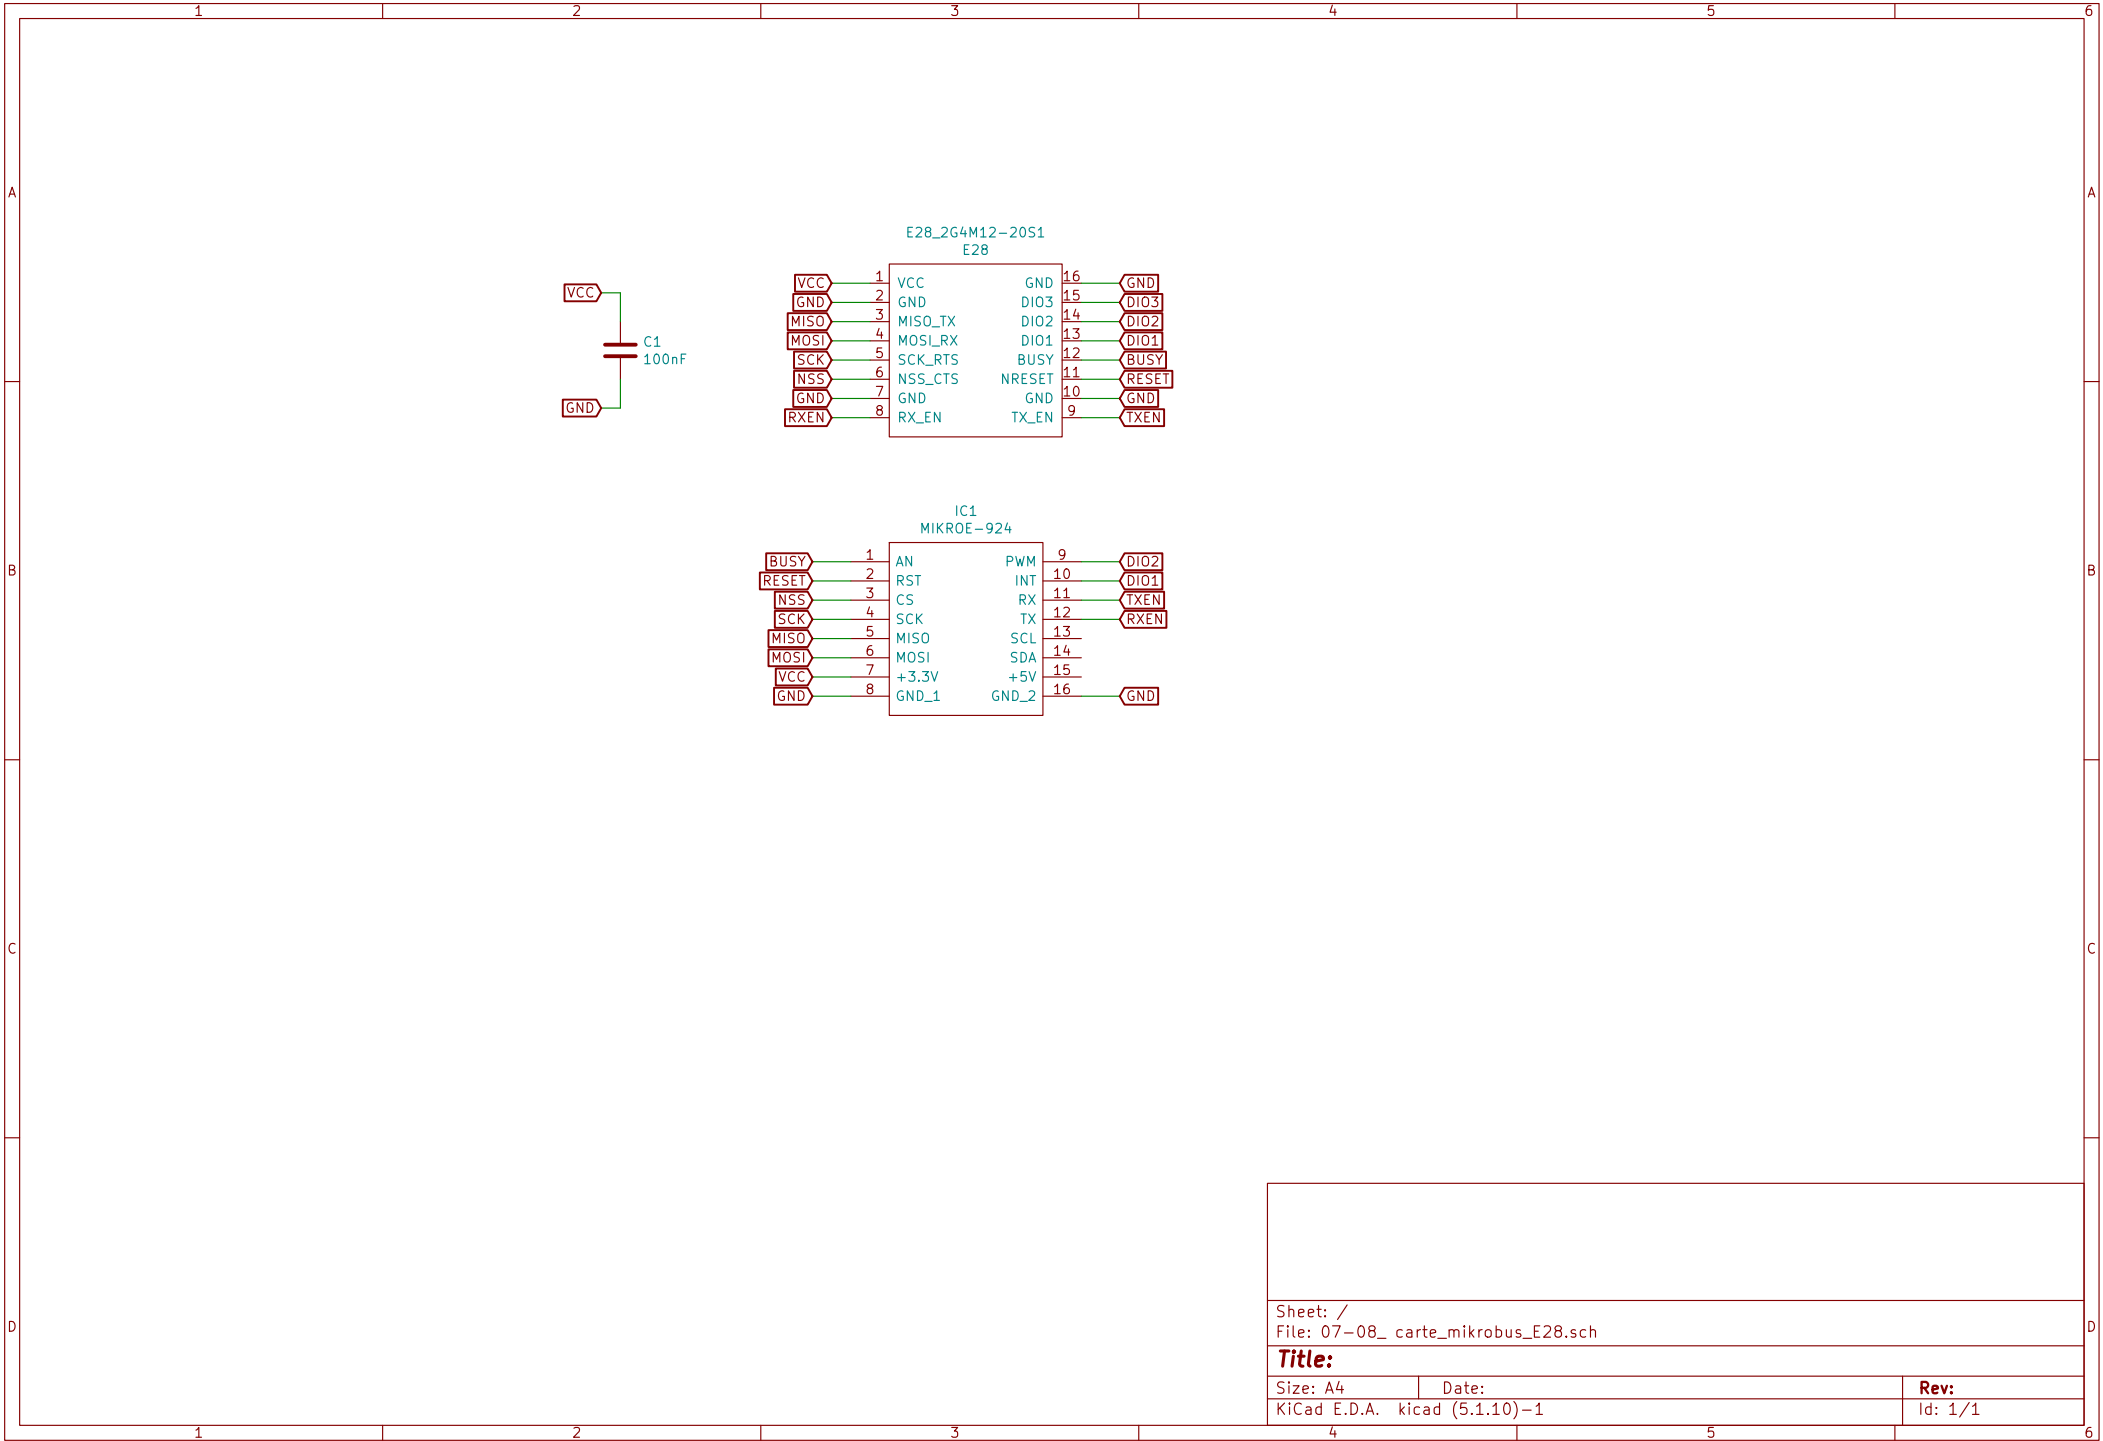 1 2 3 4 5 6
A A
E28_2G4M12-20S1
E28
VCC 1 VCC GND 16 GND
GND 2 GND DIO3 15 DIO3
MISO 3 MISO_TX DIO2 14 DIO2
MOSI 4 MOSI_RX DIO1 13 DIO1
SCK 5 SCK_RTS BUSY 12 BUSY
NSS 6 NSS_CTS NRESET 11 RESET
GND 7 GND GND 10 GND
RXEN 8 RX_EN TX_EN 9 TXEN
VCC
C1
100nF
GND
IC1
MIKROE-924
BUSY 1 AN PWM 9 DIO2
RESET 2 RST INT 10 DIO1
NSS 3 CS RX 11 TXEN
SCK 4 SCK TX 12 RXEN
MISO 5 MISO SCL 13
MOSI 6 MOSI SDA 14
VCC 7 +3.3V +5V 15
GND 8 GND_1 GND_2 16 GND
B B
C C
D D
Sheet: /
File: 07-08_ carte_mikrobus_E28.sch
Title:
Size: A4 Date: Rev:
KiCad E.D.A. kicad (5.1.10)-1 Id: 1/1
1 2 3 4 5 6